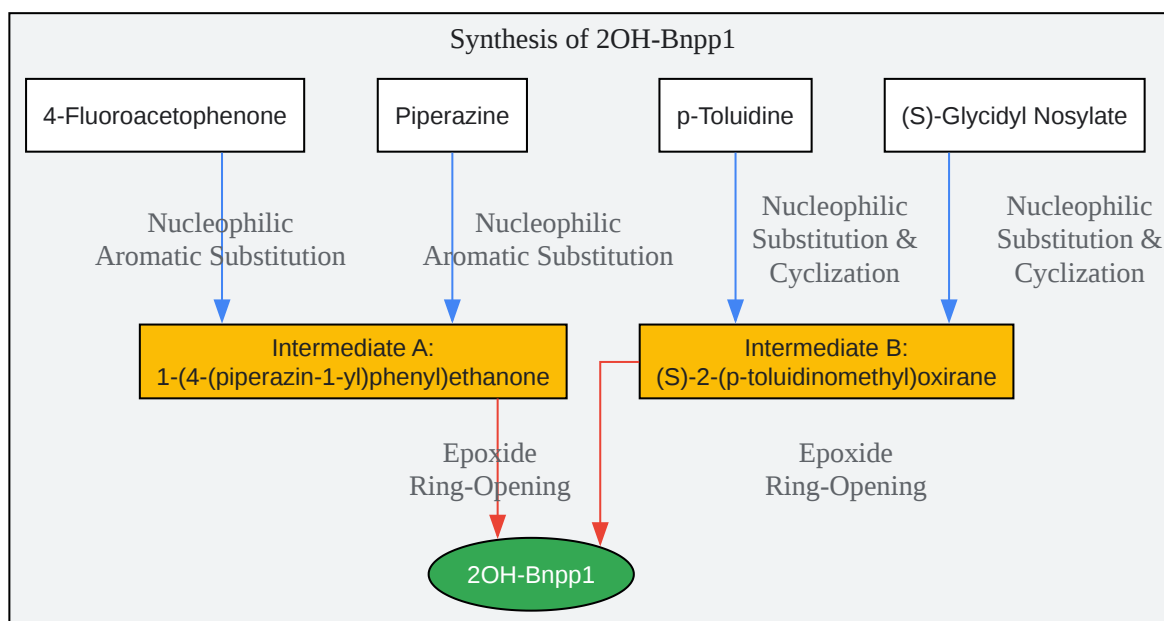 Synthesis of 2OH-Bnpp1
4-Fluoroacetophenone
Piperazine
p-Toluidine
(S)-Glycidyl Nosylate
Nucleophilic
Aromatic Substitution
Nucleophilic
Aromatic Substitution
Nucleophilic
Substitution &
Cyclization
Nucleophilic
Substitution &
Cyclization
Intermediate A:
1-(4-(piperazin-1-yl)phenyl)ethanone
Intermediate B:
(S)-2-(p-toluidinomethyl)oxirane
Epoxide
Ring-Opening
Epoxide
Ring-Opening
2OH-Bnpp1